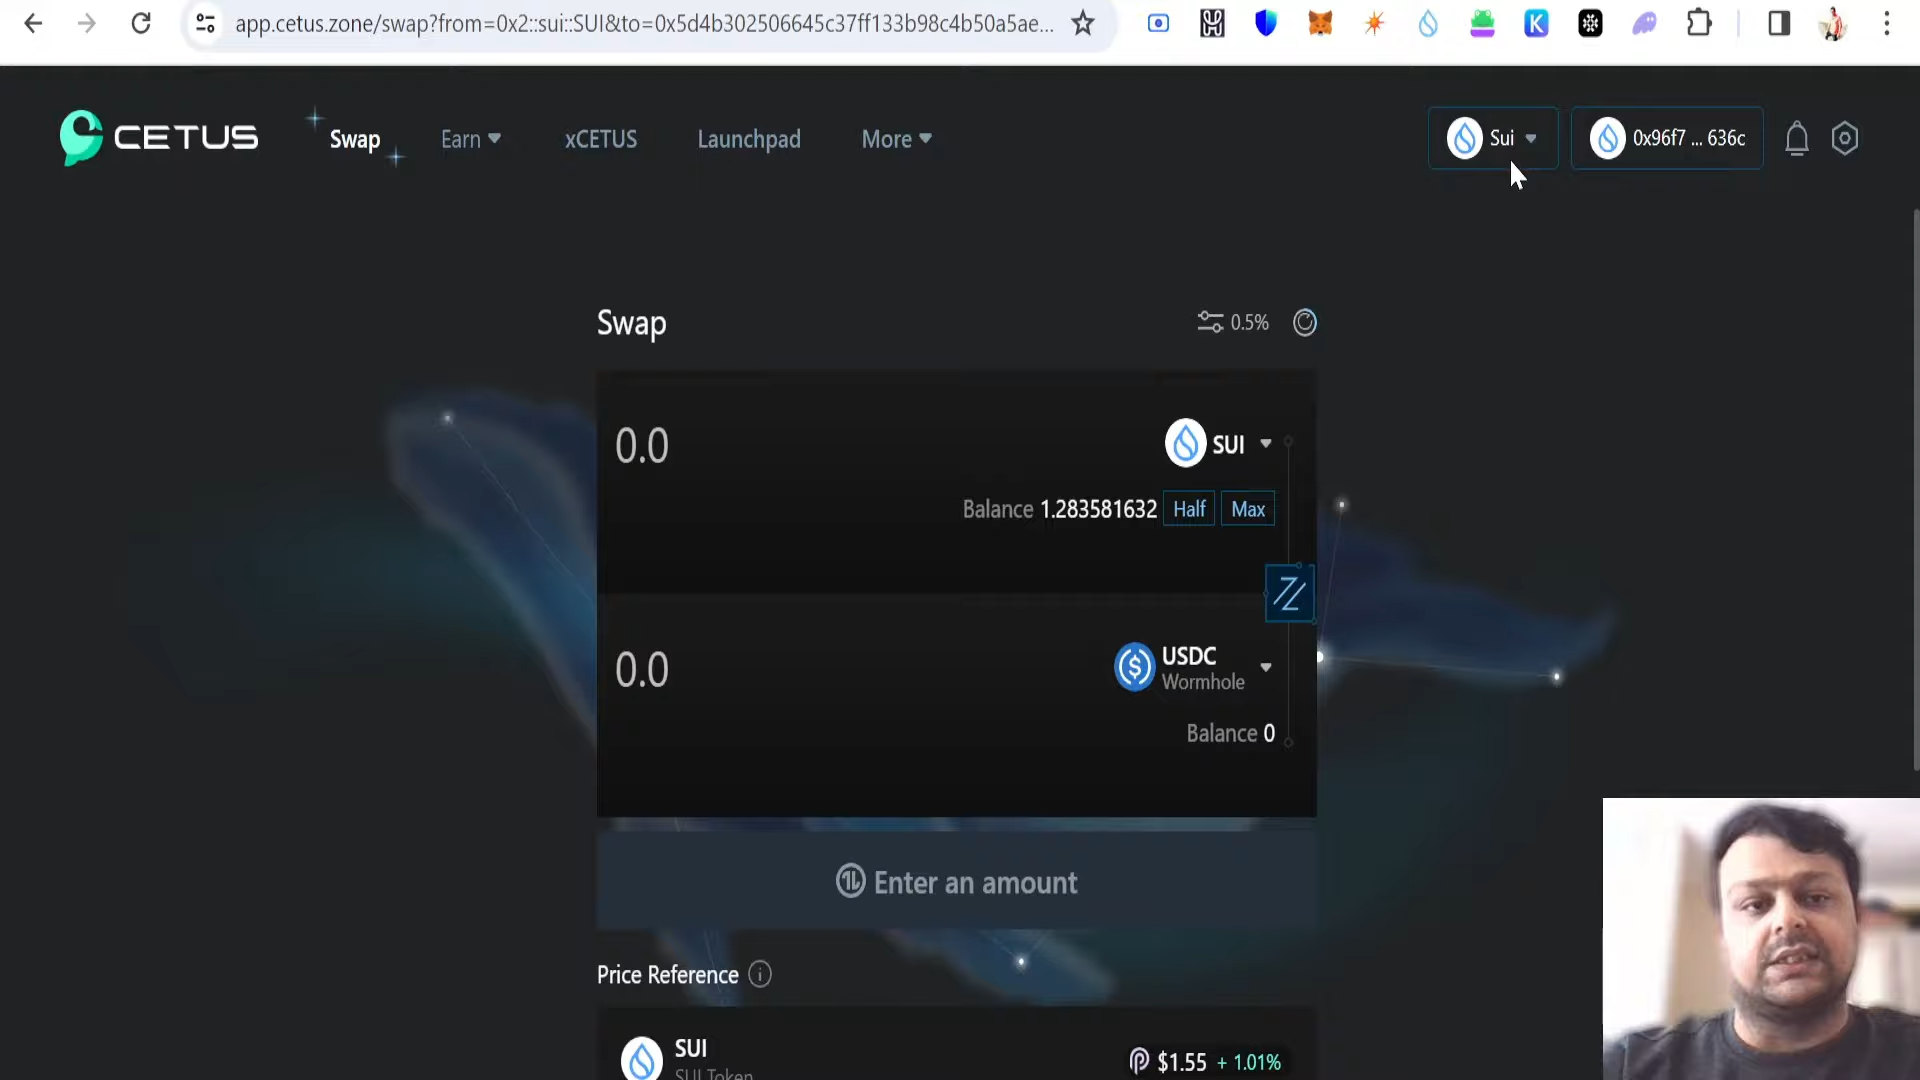 app.cetus.zone/swap?from=0x2::sui::SUI&to=0x5d4b302506645c37ff133b98c4b50a5ae...
CETUS
Swap
Earn
xCETUS
Launchpad
More
Sui
0x96f7 ... 636c
Swap
0.5%
0.0
SUI
Balance 1.283581632 Half Max
0.0
USDC
Wormhole
Balance 0
Enter an amount
Price Reference
SUI
SUI Token
$1.55 + 1.01%